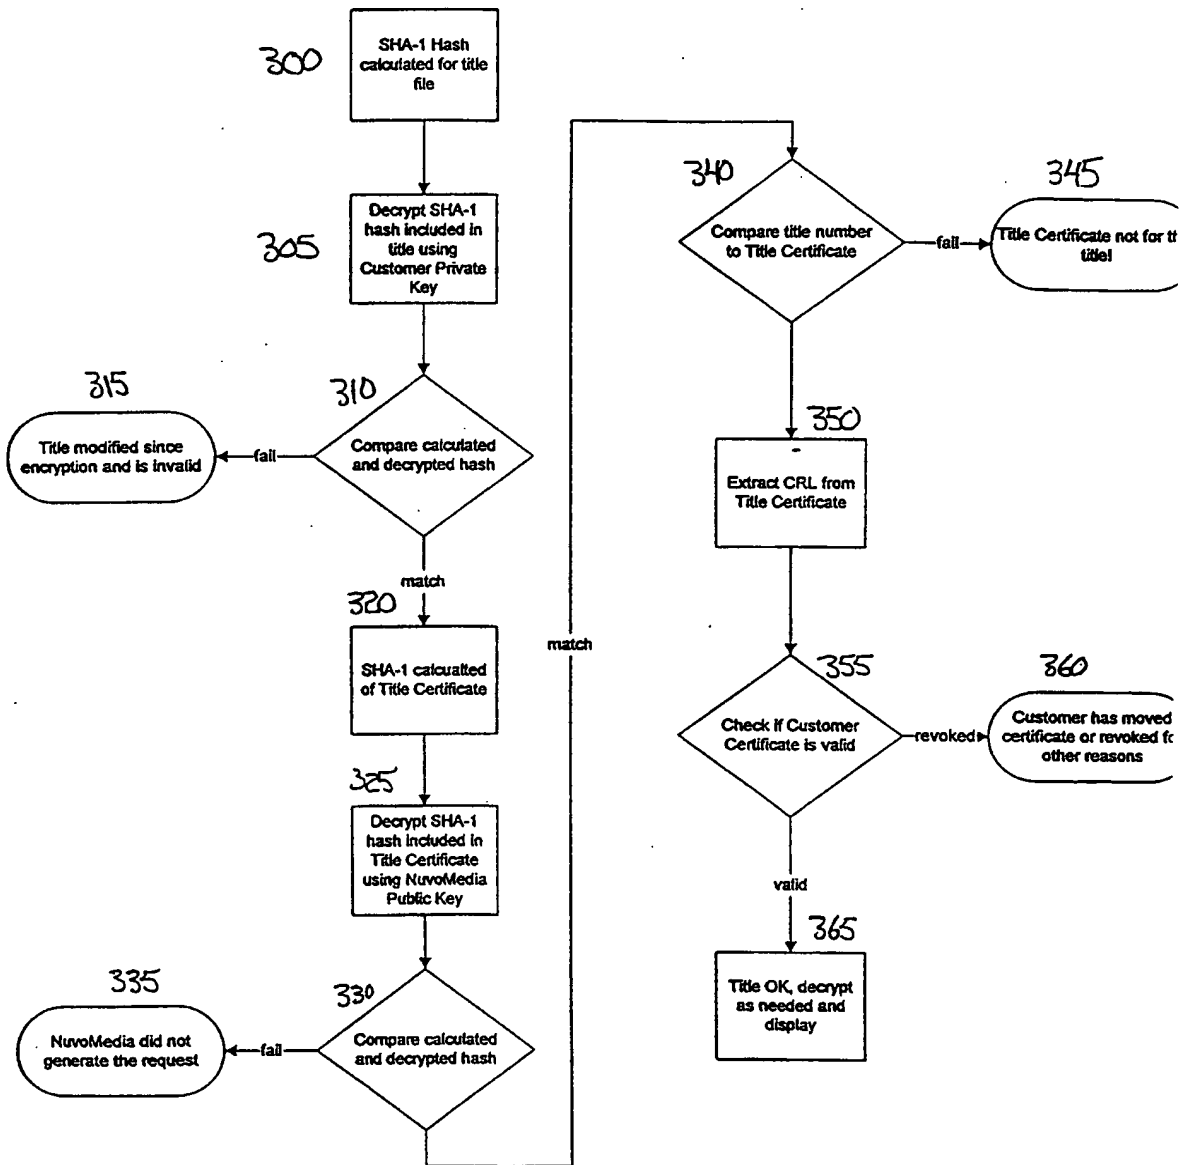 300
SHA-1 Hash
calculated for title
file
305
Decrypt SHA-1
hash included in
title using
Customer Private
Key
310
Compare calculated
and decrypted hash
fail
315
Title modified since
encryption and is invalid
match
320
SHA-1 calcuatted
of Title Certificate
325
Decrypt SHA-1
hash included in
Title Certificate
using NuvoMedia
Public Key
330
Compare calculated
and decrypted hash
fail
335
NuvoMedia did not
generate the request
match
340
Compare title number
to Title Certificate
fail
345
Title Certificate not for th
title!
350
Extract CRL from
Title Certificate
355
Check if Customer
Certificate is valid
revoked
360
Customer has moved
certificate or revoked fo
other reasons
valid
365
Title OK, decrypt
as needed and
display